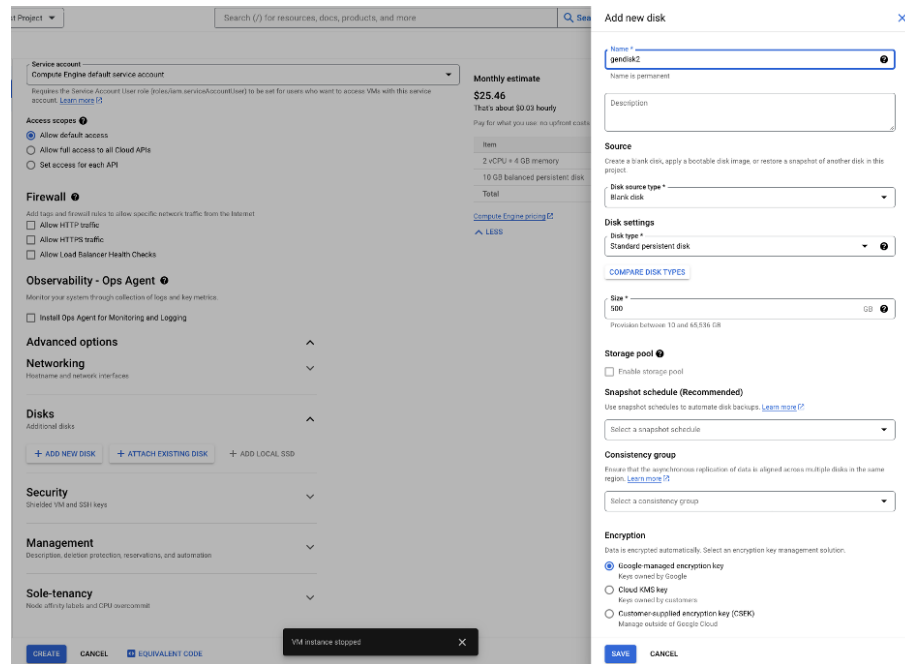 t Project
Search (/) for resources, docs, products, and more
Sea
Service account
Compute Engine default service account
Requires the Service Account User role (roles/iam.serviceAccountUser) to be set for users who want to access VMs with this service
account. Learn more
Access scopes
Allow default access
Allow full access to all Cloud APIs
Set access for each API
Firewall
Add tags and firewall rules to allow specific network traffic from the Internet
Allow HTTP traffic
Allow HTTPS traffic
Allow Load Balancer Health Checks
Observability - Ops Agent
Monitor your system through collection of logs and key metrics.
Install Ops Agent for Monitoring and Logging
Advanced options
Networking
Hostname and network interfaces
Disks
Additional disks
+ ADD NEW DISK
+ ATTACH EXISTING DISK
+ ADD LOCAL SSD
Security
Shielded VM and SSH keys
Management
Description, deletion protection, reservations, and automation
Sole-tenancy
Node affinity labels and CPU overcommit
CREATE
CANCEL
EQUIVALENT CODE
Monthly estimate
$25.46
That's about $0.03 hourly
Pay for what you use: no upfront costs
Item
2 vCPU + 4 GB memory
10 GB balanced persistent disk
Total
Compute Engine pricing
LESS
VM instance stopped
Add new disk
Name *
gendisk2
Name is permanent
Description
Source
Create a blank disk, apply a bootable disk image, or restore a snapshot of another disk in this
project.
Disk source type *
Blank disk
Disk settings
Disk type *
Standard persistent disk
COMPARE DISK TYPES
Size *
500
GB
Provision between 10 and 65,536 GB
Storage pool
Enable storage pool
Snapshot schedule (Recommended)
Use snapshot schedules to automate disk backups. Learn more
Select a snapshot schedule
Consistency group
Ensure that the asynchronous replication of data is aligned across multiple disks in the same
region. Learn more
Select a consistency group
Encryption
Data is encrypted automatically. Select an encryption key management solution.
Google-managed encryption key
Keys owned by Google
Cloud KMS key
Keys owned by customers
Customer-supplied encryption key (CSEK)
Manage outside of Google Cloud
SAVE
CANCEL